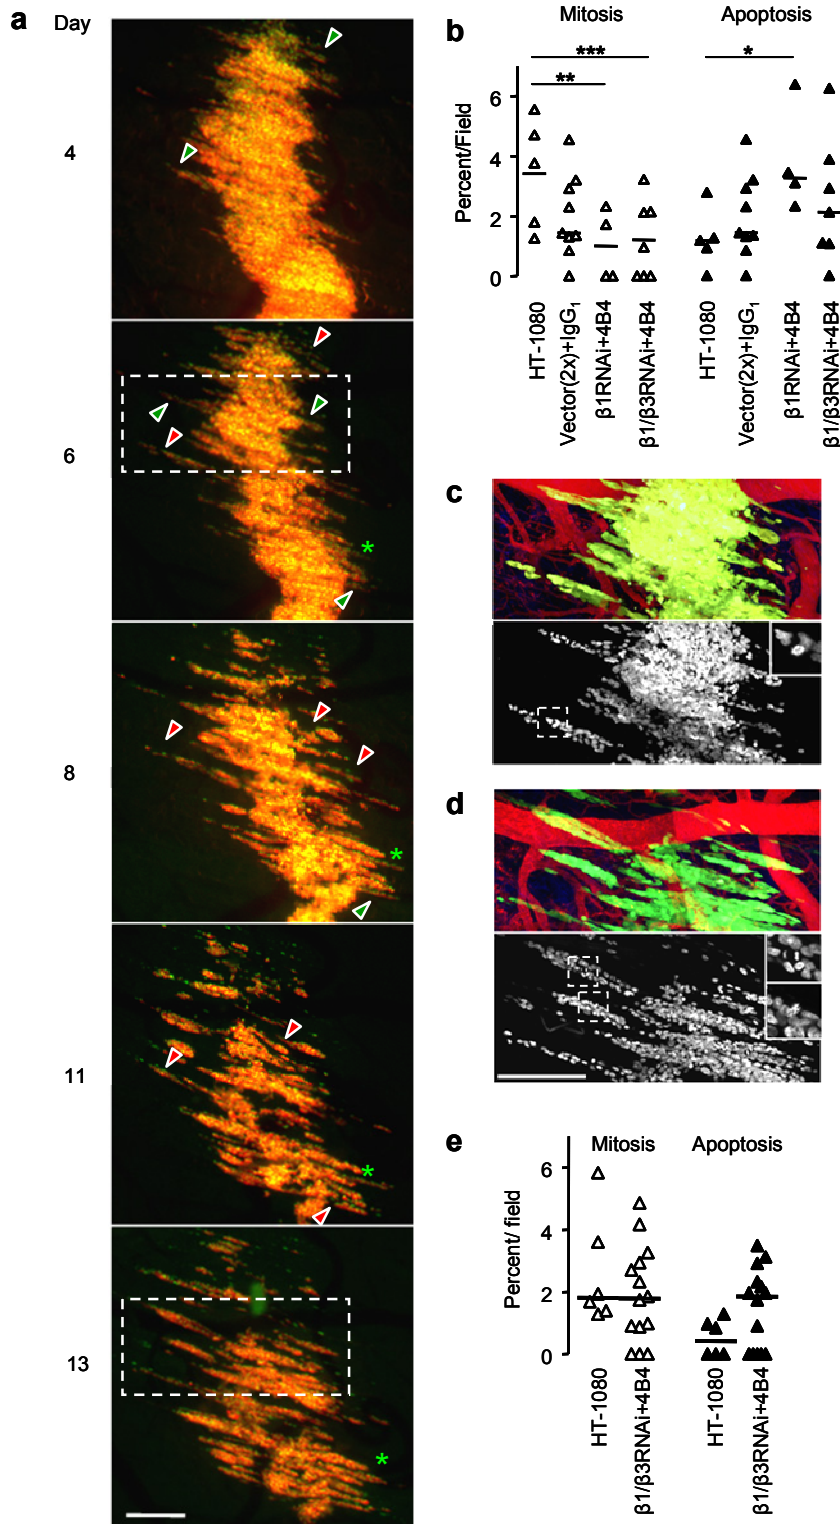 a
Day
4
6
*
8
*
11
*
13
*
b
Mitosis
Apoptosis
***
**
*
Percent/Field
6
4
2
0
HT-1080
Vector(2x)+IgG₁
β1RNAi+4B4
β1/β3RNAi+4B4
HT-1080
Vector(2x)+IgG₁
β1RNAi+4B4
β1/β3RNAi+4B4
c
d
e
Mitosis
Apoptosis
Percent/ field
6
4
2
0
HT-1080
β1/β3RNAi+4B4
HT-1080
β1/β3RNAi+4B4